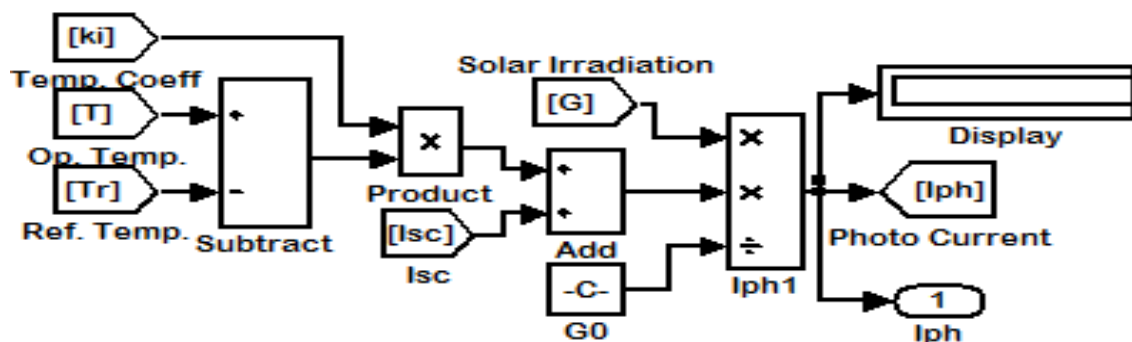 [ki]
Temp. Coeff
[T]
Op. Temp.
[Tr]
Ref. Temp.
+
−
Subtract
×
Product
[Isc]
Isc
Solar Irradiation
[G]
+
+
Add
-C-
G0
×
×
÷
Iph1
Display
[Iph]
Photo Current
1
Iph